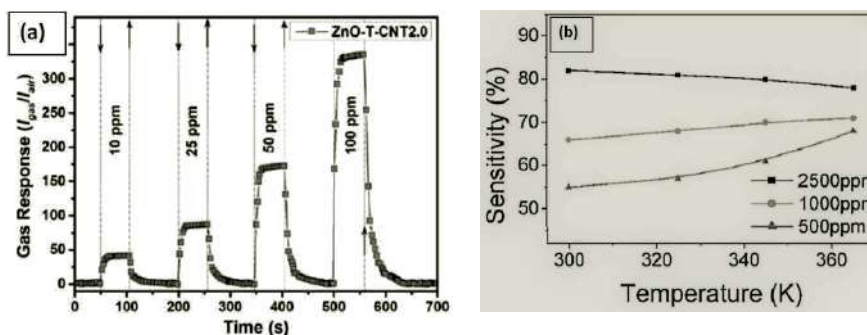 (a)
ZnO-T-CNT2.0
Gas Response (Igas/Iair)
350
300
250
200
150
100
50
0
10 ppm
25 ppm
50 ppm
100 ppm
0 100 200 300 400 500 600 700
Time (s)
(b)
Sensitivity (%)
90
80
70
60
50
2500ppm
1000ppm
500ppm
300 320 340 360
Temperature (K)